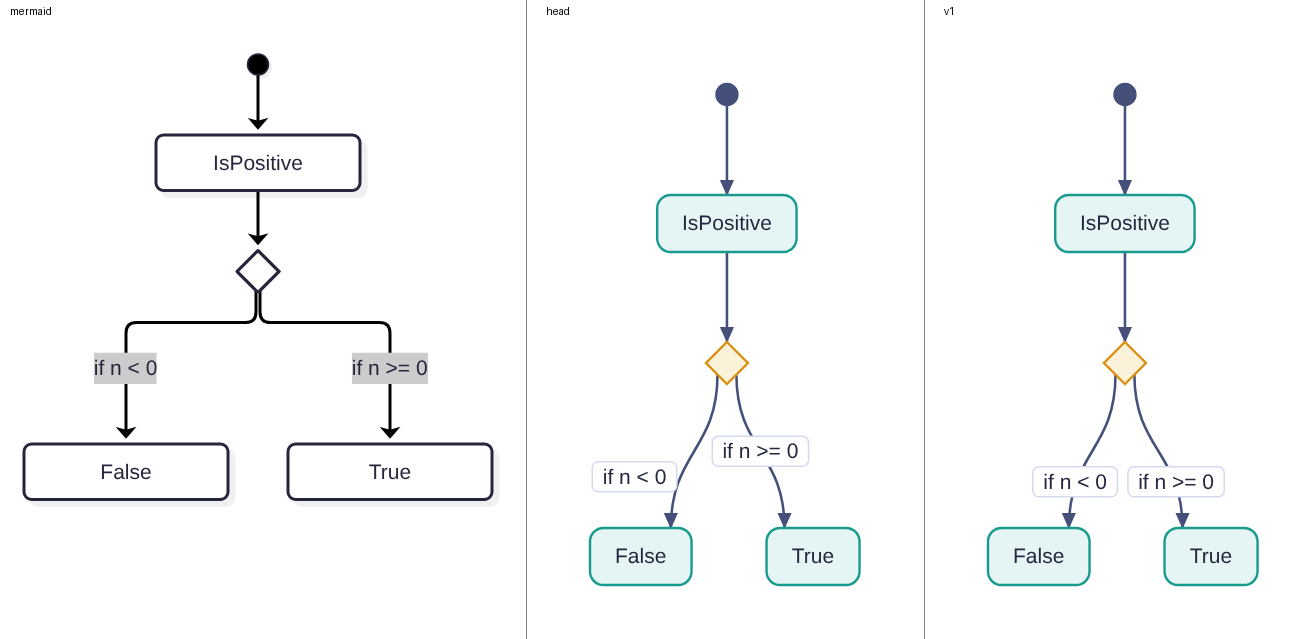 mermaid
IsPositive
if n < 0
if n >= 0
False
True
head
IsPositive
if n >= 0
if n < 0
False
True
v1
IsPositive
if n < 0
if n >= 0
False
True